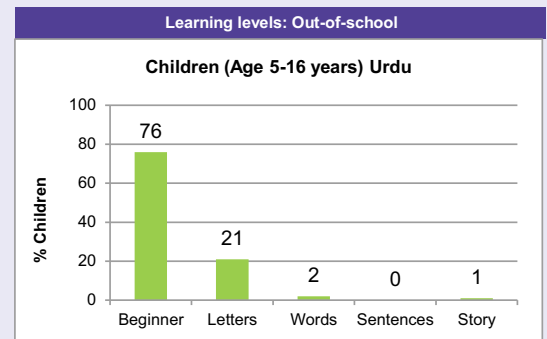 Learning levels: Out-of-school
Children (Age 5-16 years) Urdu
% Children
100
80
60
40
20
0
76
21
2
0
1
Beginner
Letters
Words
Sentences
Story